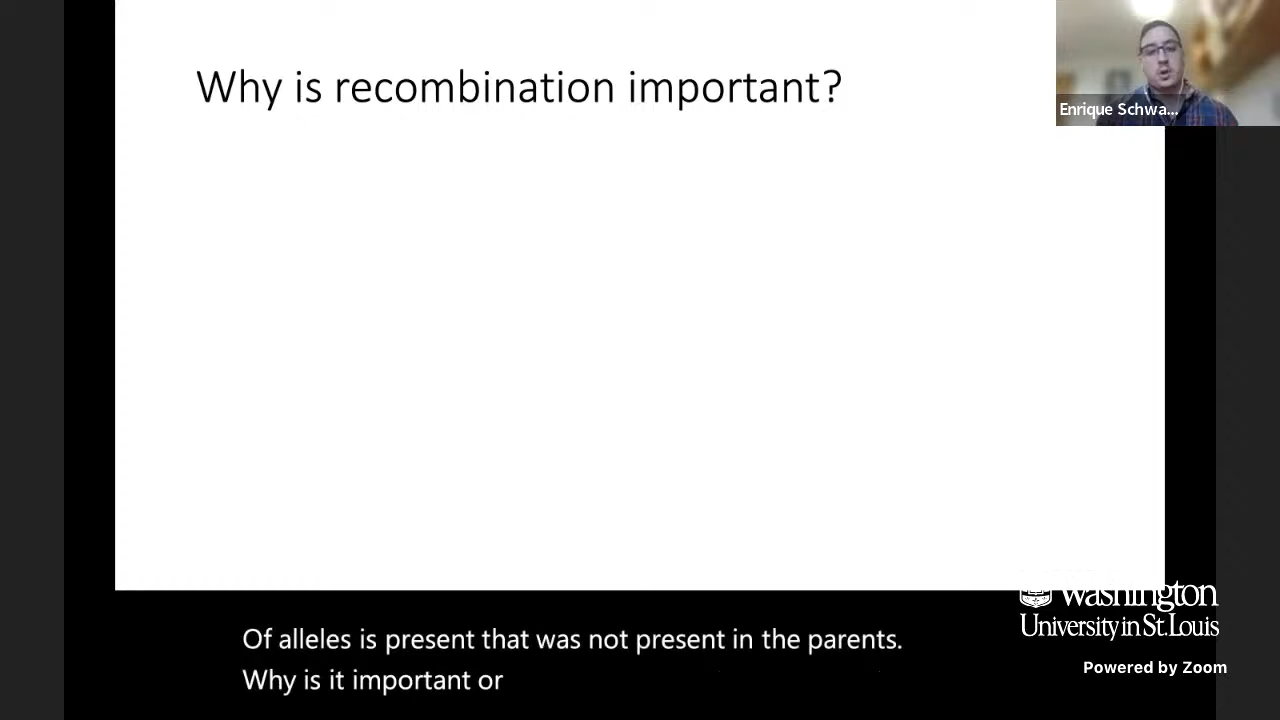 Why is recombination important?
Enrique Schwa...
Washington
University in St. Louis
Powered by Zoom
Of alleles is present that was not present in the parents.
Why is it important or